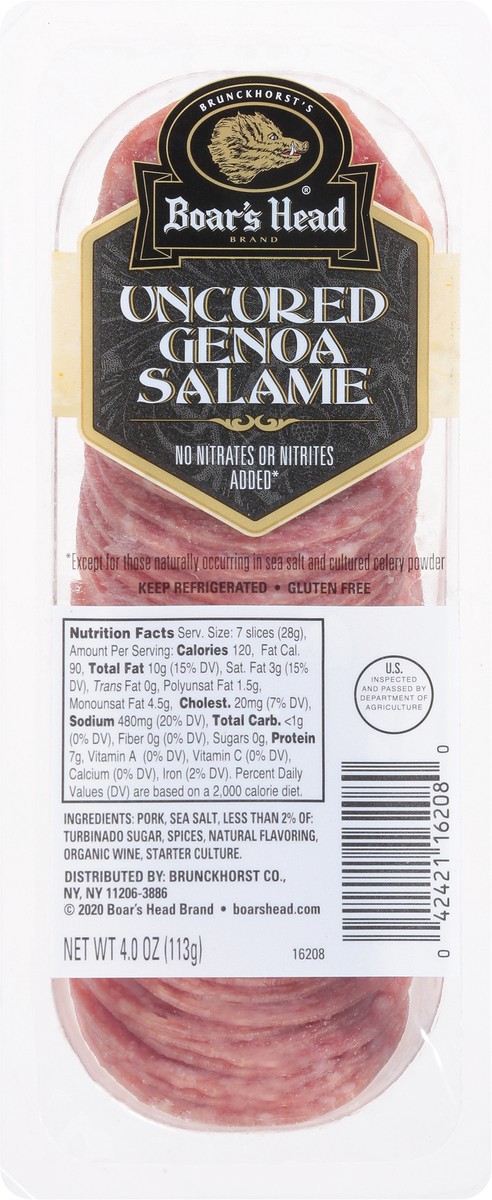 BRUNCKHORST'S
Boar's Head®
BRAND
UNCURED
GENOA
SALAME
NO NITRATES OR NITRITES
ADDED*
*Except for those naturally occurring in sea salt and cultured celery powder
KEEP REFRIGERATED • GLUTEN FREE
Nutrition Facts Serv. Size: 7 slices (28g),
Amount Per Serving: Calories 120, Fat Cal.
90, Total Fat 10g (15% DV), Sat. Fat 3g (15%
DV), Trans Fat 0g, Polyunsat Fat 1.5g,
Monounsat Fat 4.5g, Cholest. 20mg (7% DV),
Sodium 480mg (20% DV), Total Carb. <1g
(0% DV), Fiber 0g (0% DV), Sugars 0g, Protein
7g, Vitamin A (0% DV), Vitamin C (0% DV),
Calcium (0% DV), Iron (2% DV). Percent Daily
Values (DV) are based on a 2,000 calorie diet.
U.S.
INSPECTED
AND PASSED BY
DEPARTMENT OF
AGRICULTURE
INGREDIENTS: PORK, SEA SALT, LESS THAN 2% OF:
TURBINADO SUGAR, SPICES, NATURAL FLAVORING,
ORGANIC WINE, STARTER CULTURE.
DISTRIBUTED BY: BRUNCKHORST CO.,
NY, NY 11206-3886
© 2020 Boar's Head Brand • boarshead.com
NET WT 4.0 OZ (113g)
16208
0 42421 16208 0